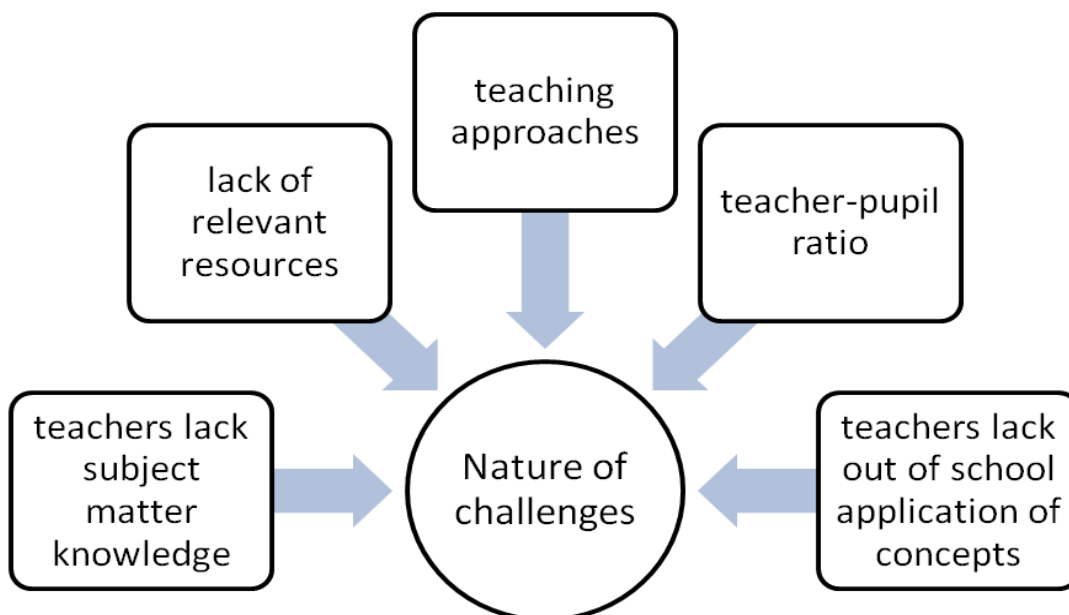 teaching
approaches
lack of
relevant
resources
teacher-pupil
ratio
teachers lack
subject
matter
knowledge
Nature of
challenges
teachers lack
out of school
application of
concepts